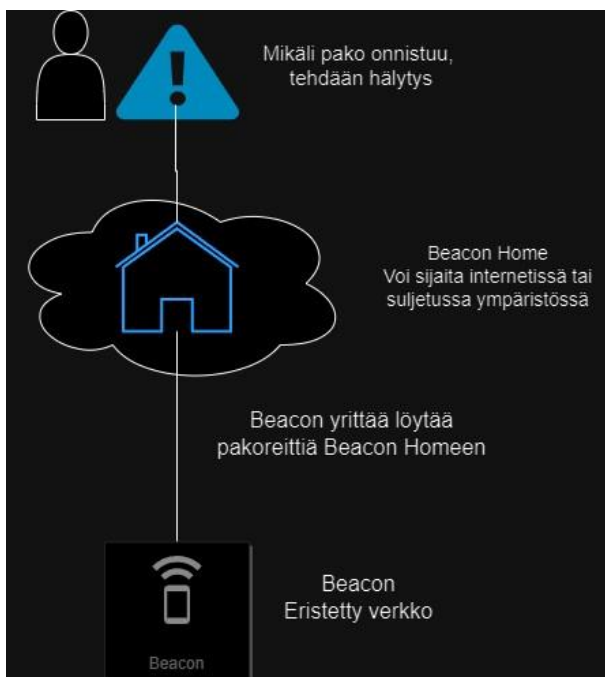 Mikäli pako onnistuu,
tehdään hälytys
Beacon Home
Voi sijaita internetissä tai
suljetussa ympäristössä
Beacon yrittää löytää
pakoreittiä Beacon Homeen
Beacon
Eristetty verkko
Beacon